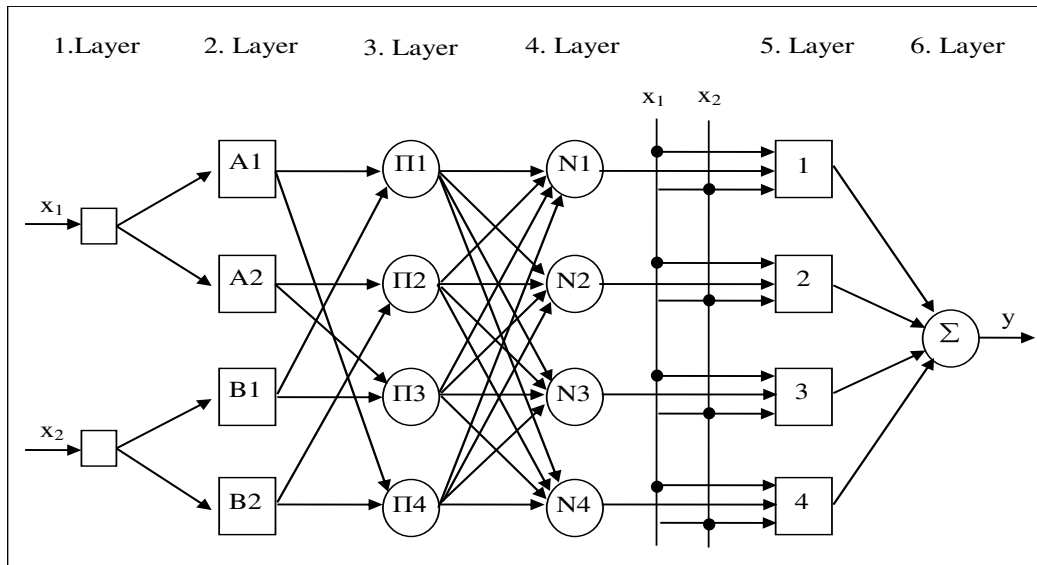 1.Layer 2. Layer 3. Layer 4. Layer 5. Layer 6. Layer
x₁ x₂
A1 Π1 N1 1
x₁
A2 Π2 N2 2
Σ y
B1 Π3 N3 3
x₂
B2 Π4 N4 4